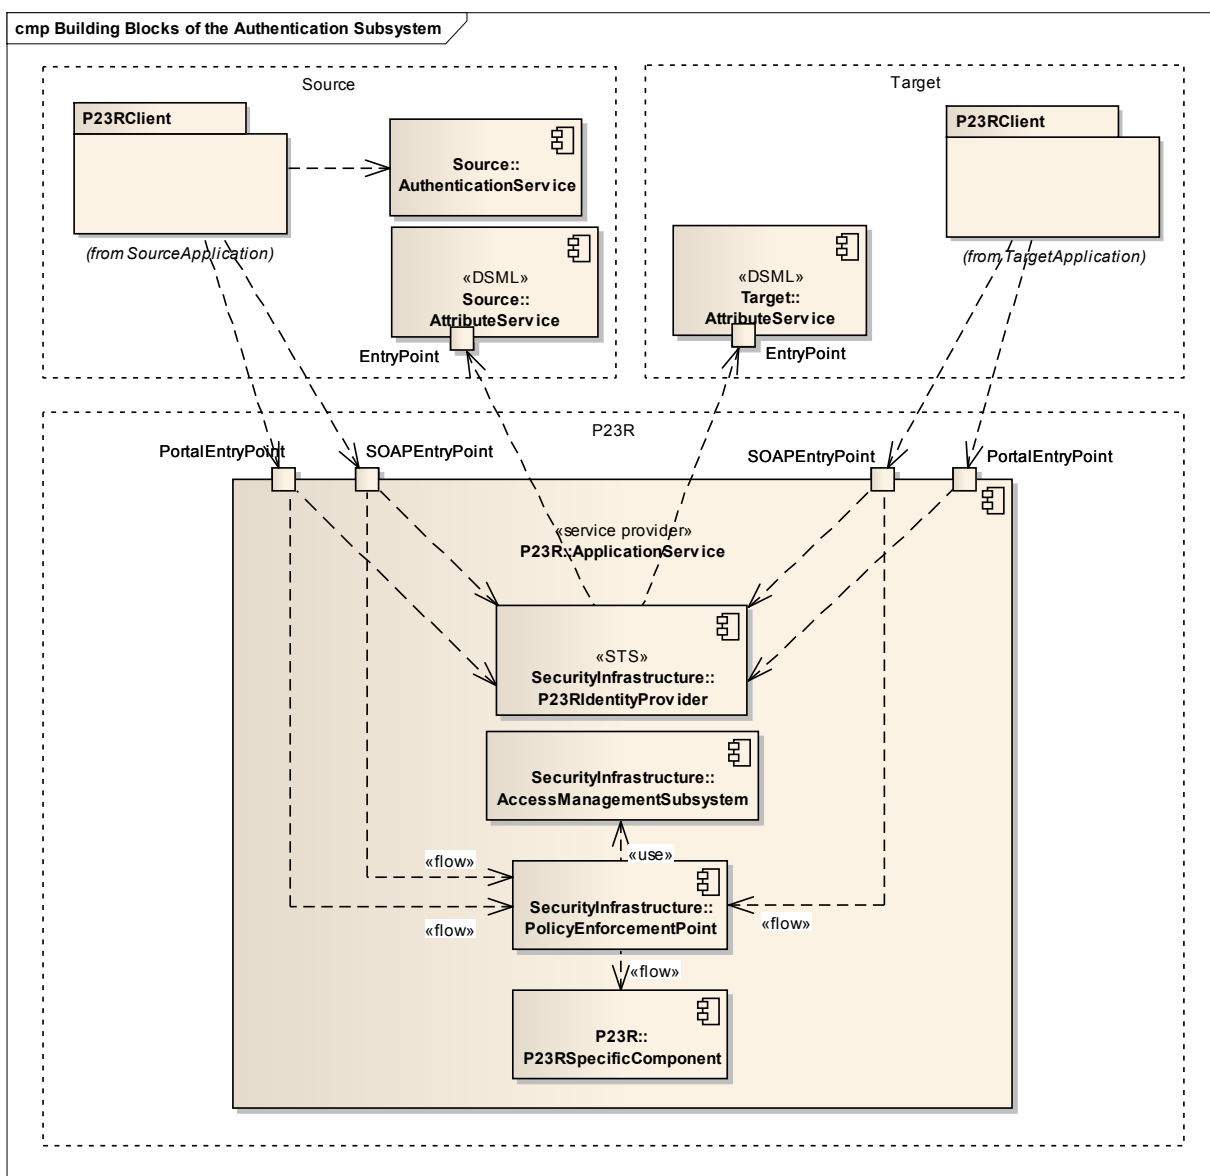 cmp Building Blocks of the Authentication Subsystem
Source
P23RClient
(from SourceApplication)
Source::
AuthenticationService
«DSML»
Source::
AttributeService
EntryPoint
Target
P23RClient
(from TargetApplication)
«DSML»
Target::
AttributeService
EntryPoint
P23R
PortalEntryPoint
SOAPEntryPoint
SOAPEntryPoint
PortalEntryPoint
«service provider»
P23R::ApplicationService
«STS»
SecurityInfrastructure::
P23RIdentityProvider
SecurityInfrastructure::
AccessManagementSubsystem
«use»
«flow»
«flow»
SecurityInfrastructure::
PolicyEnforcementPoint
«flow»
«flow»
P23R::
P23RSpecificComponent